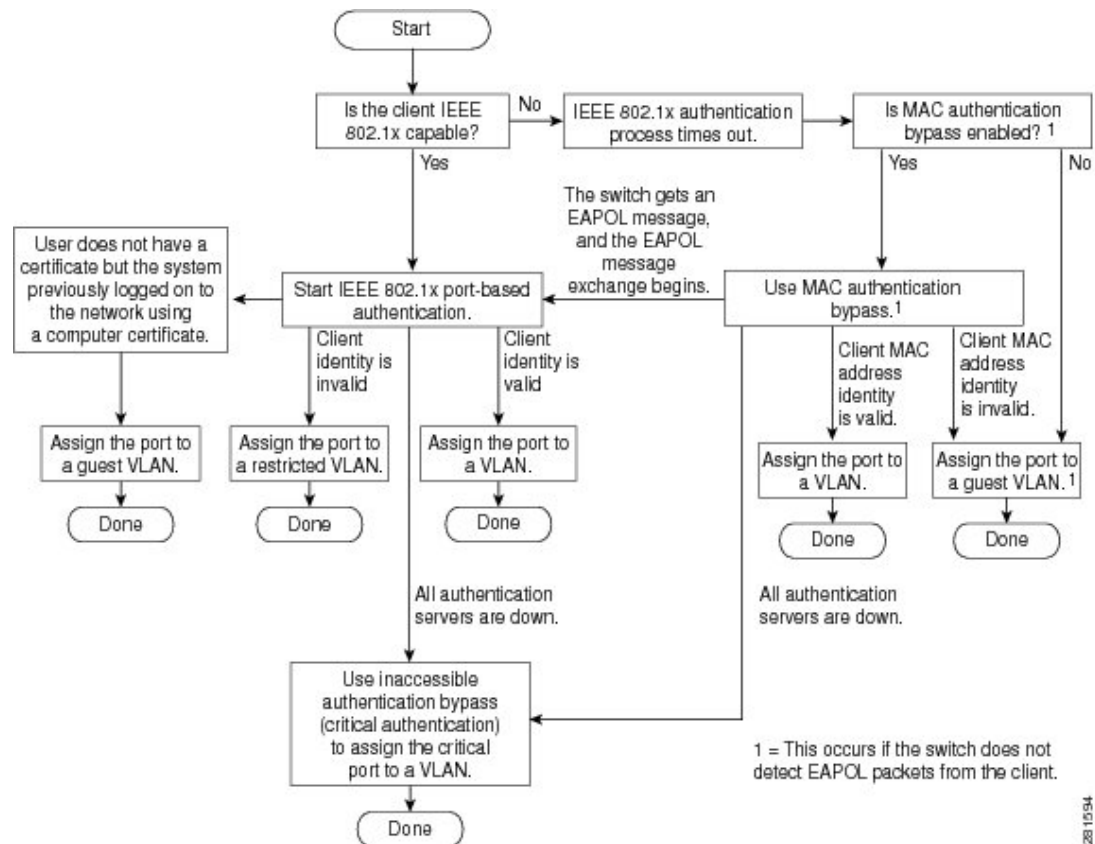 Start
Is the client IEEE
802.1x capable?
No
IEEE 802.1x authentication
process times out.
Is MAC authentication
bypass enabled? 1
Yes
Yes
No
The switch gets an
EAPOL message,
and the EAPOL
message
exchange begins.
User does not have a
certificate but the system
previously logged on to
the network using
a computer certificate.
Start IEEE 802.1x port-based
authentication.
Use MAC authentication
bypass.1
Client
identity is
invalid
Client
identity is
valid
Client MAC
address
identity
is valid.
Client MAC
address
identity
is invalid.
Assign the port to
a guest VLAN.
Assign the port to
a restricted VLAN.
Assign the port to
a VLAN.
Assign the port to
a VLAN.
Assign the port to
a guest VLAN.1
Done
Done
Done
Done
Done
All authentication
servers are down.
All authentication
servers are down.
Use inaccessible
authentication bypass
(critical authentication)
to assign the critical
port to a VLAN.
1 = This occurs if the switch does not
detect EAPOL packets from the client.
Done
281594